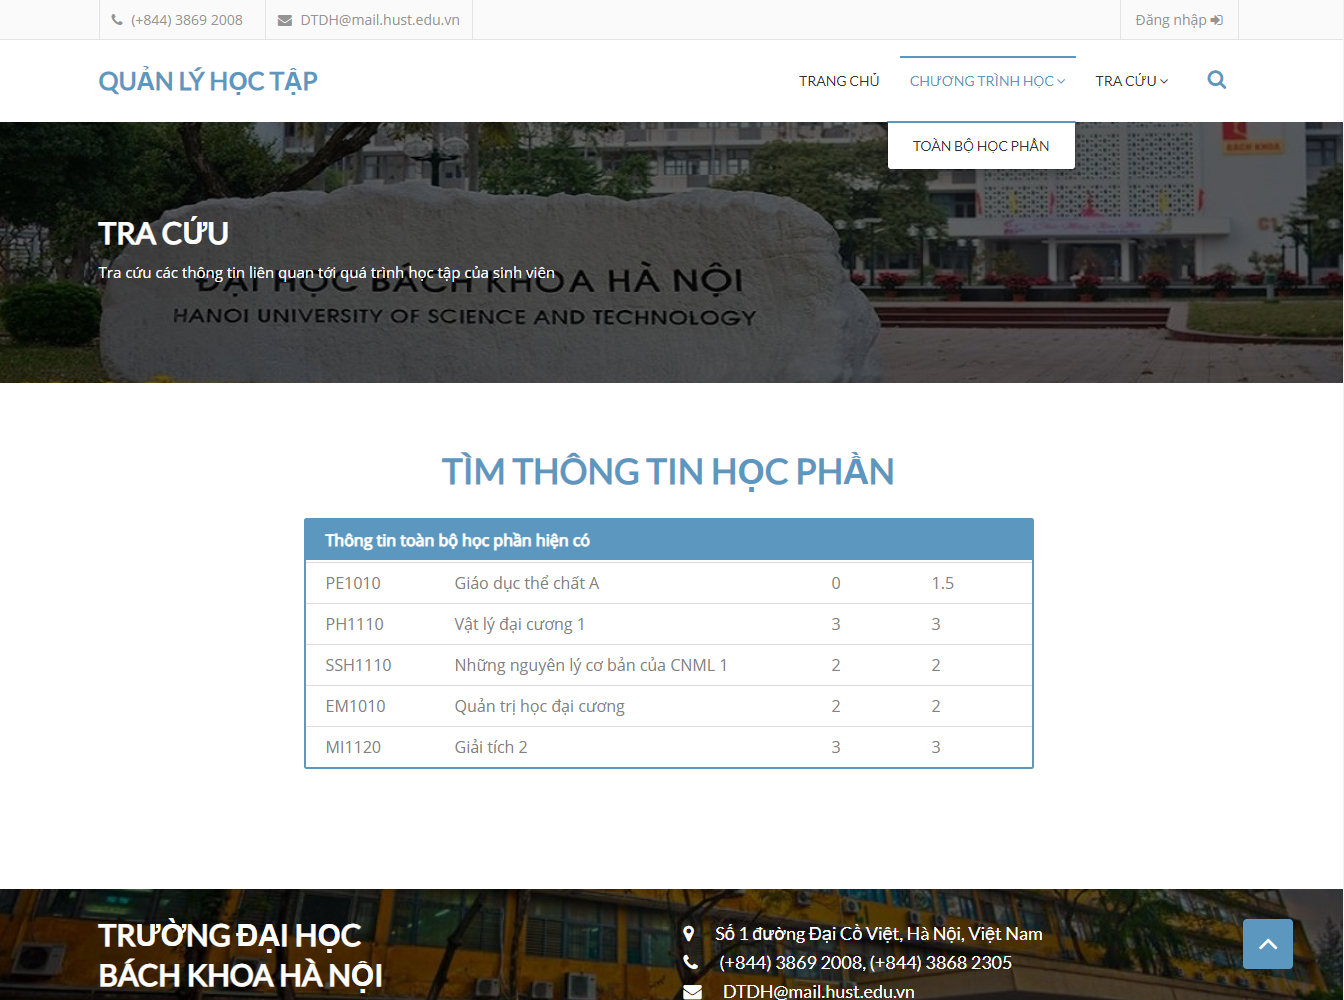 (+844) 3869 2008 DTDH@mail.hust.edu.vn Đăng nhập
QUẢN LÝ HỌC TẬP TRANG CHỦ CHƯƠNG TRÌNH HỌC TRA CỨU
TOÀN BỘ HỌC PHẦN
BÁCH KHOA
C1
TRA CỨU
Tra cứu các thông tin liên quan tới quá trình học tập của sinh viên
ĐẠI HỌC BÁCH KHOA HÀ NỘI
HANOI UNIVERSITY OF SCIENCE AND TECHNOLOGY
TÌM THÔNG TIN HỌC PHẦN
Thông tin toàn bộ học phần hiện có
PE1010 Giáo dục thể chất A 0 1.5
PH1110 Vật lý đại cương 1 3 3
SSH1110 Những nguyên lý cơ bản của CNML 1 2 2
EM1010 Quản trị học đại cương 2 2
MI1120 Giải tích 2 3 3
TRƯỜNG ĐẠI HỌC
BÁCH KHOA HÀ NỘI
Số 1 đường Đại Cồ Việt, Hà Nội, Việt Nam
(+844) 3869 2008, (+844) 3868 2305
DTDH@mail.hust.edu.vn